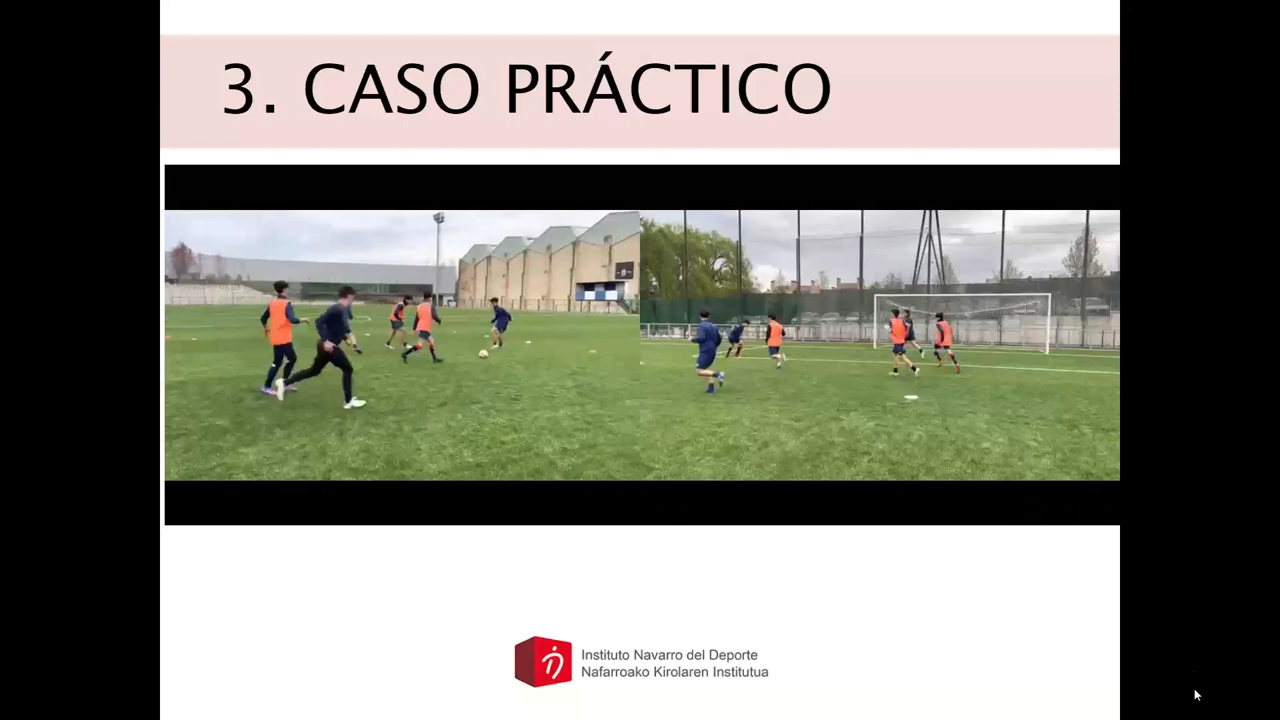 3. CASO PRÁCTICO
Instituto Navarro del Deporte
Nafarroako Kirolaren Institutua